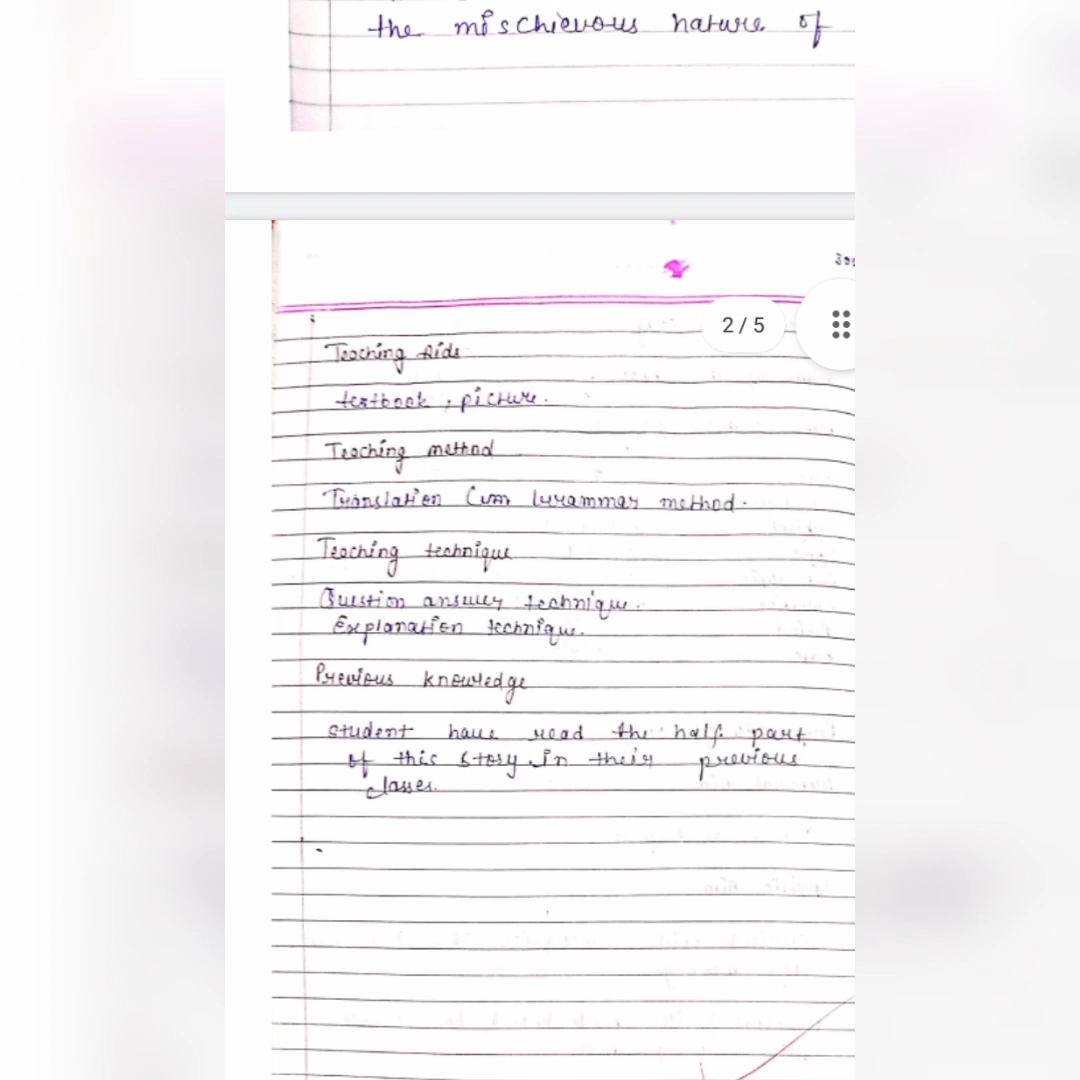 the mischievous nature of
2/5
Teaching Aids
textbook, picture.
Teaching method
Translation Cum Grammar method.
Teaching technique
Question answer technique.
Explanation technique.
Previous knowledge
student have read the half part
of this story in their previous
classes.